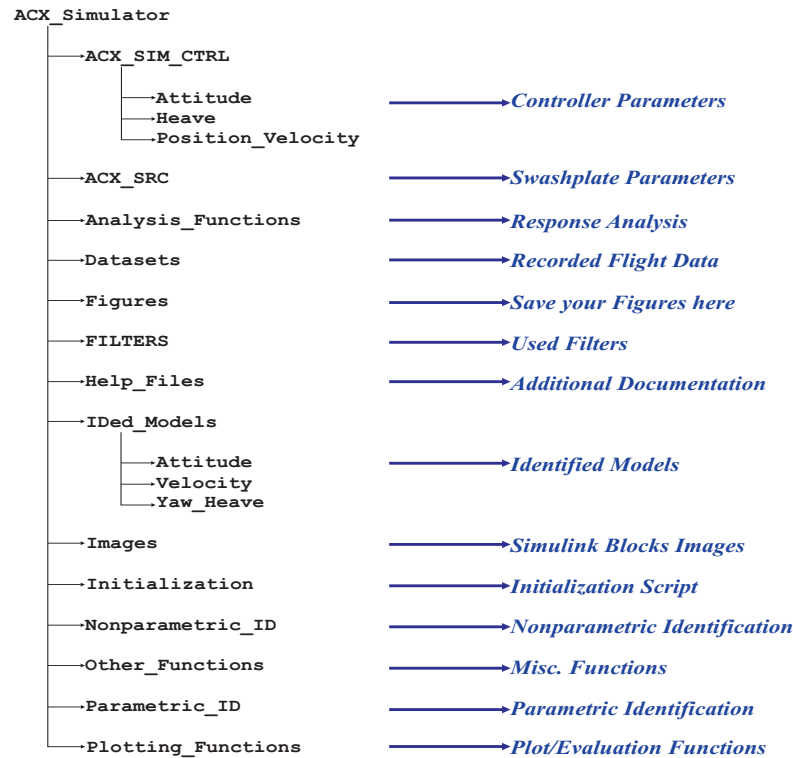 ACX_Simulator
ACX_SIM_CTRL
Attitude Controller Parameters
Heave
Position_Velocity
ACX_SRC Swashplate Parameters
Analysis_Functions Response Analysis
Datasets Recorded Flight Data
Figures Save your Figures here
FILTERS Used Filters
Help_Files Additional Documentation
IDed_Models
Attitude Identified Models
Velocity
Yaw_Heave
Images Simulink Blocks Images
Initialization Initialization Script
Nonparametric_ID Nonparametric Identification
Other_Functions Misc. Functions
Parametric_ID Parametric Identification
Plotting_Functions Plot/Evaluation Functions